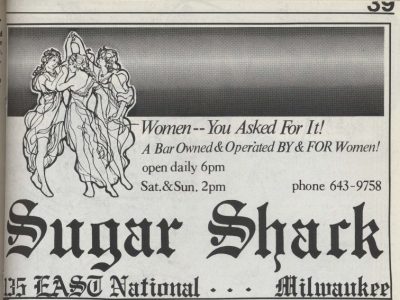 39
Women--You Asked For It!
A Bar Owned & Operated BY & FOR Women!
open daily 6pm
Sat.&Sun. 2pm phone 643-9758
Sugar Shack
135 EAST National . . . Milwaukee